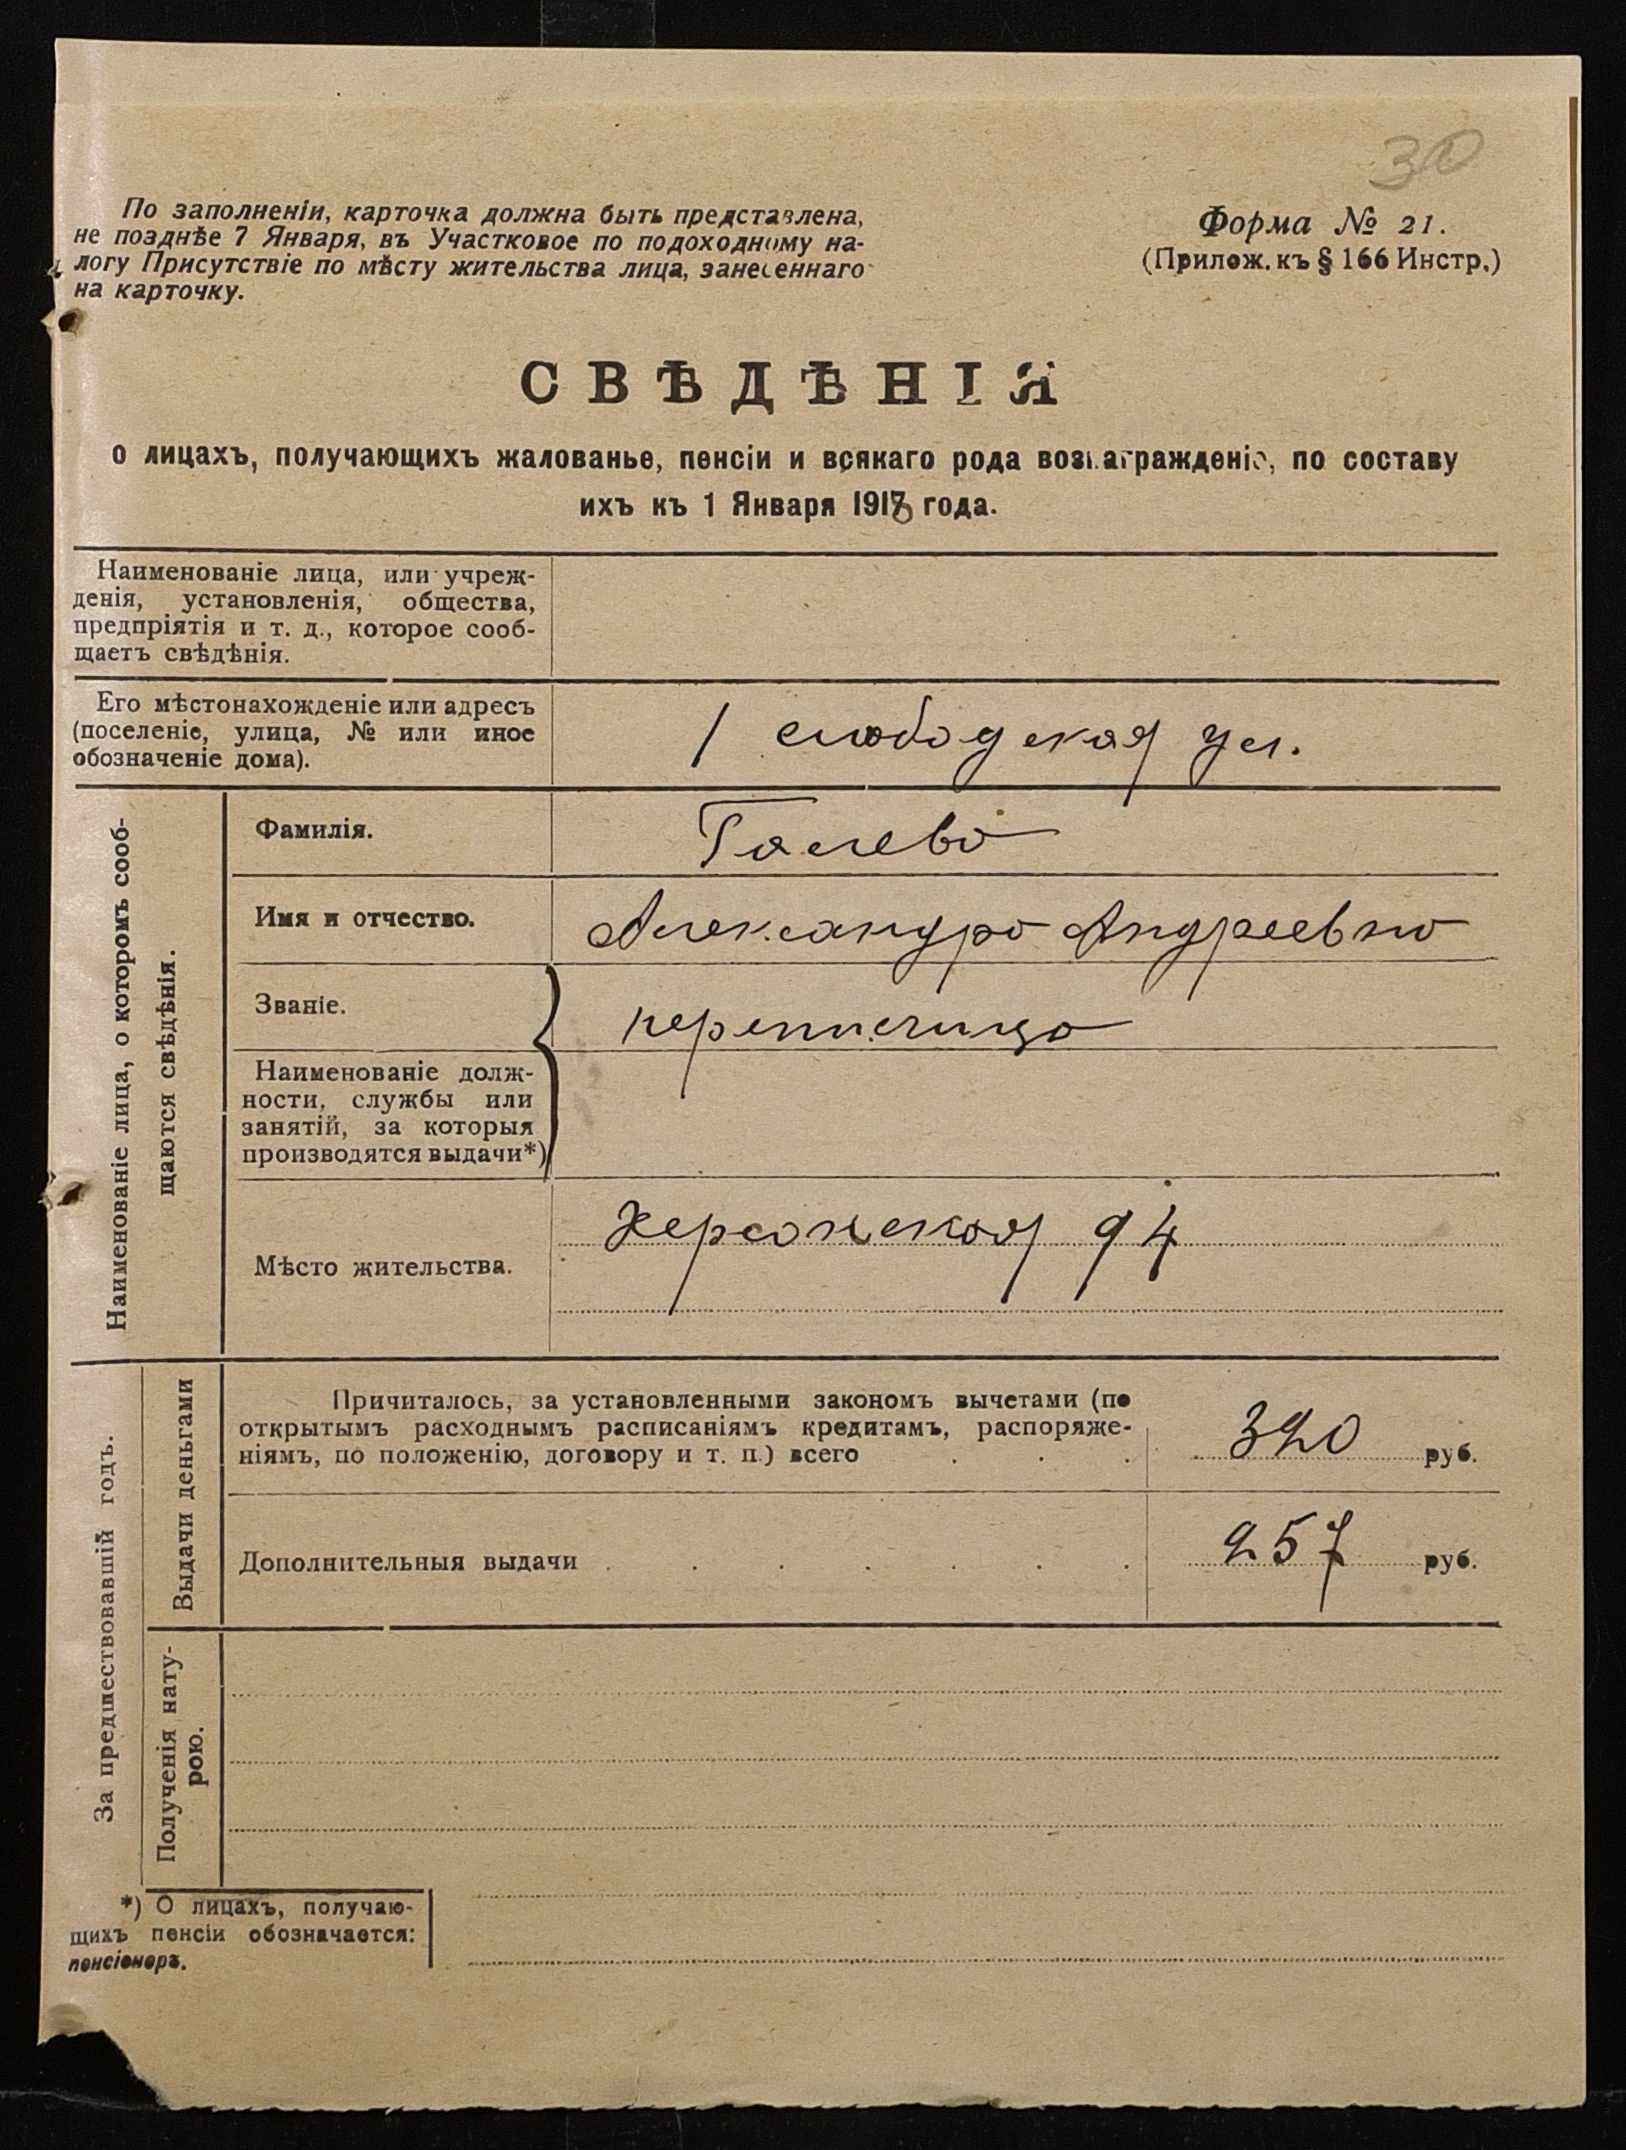 30
По заполненіи, карточка должна быть представлена,
не позднѣе 7 Января, въ Участковое по подоходному на-
логу Присутствіе по мѣсту жительства лица, занесеннаго
на карточку.
Форма № 21.
(Прилож. къ § 166 Инстр.)
СВѢДѢНІЯ
о лицахъ, получающихъ жалованье, пенсіи и всякаго рода вознагражденіе, по составу
ихъ къ 1 Января 1918 года.
Наименованіе лица, или учреж-
денія, установленія, общества,
предпріятія и т. д., которое сооб-
щаетъ свѣдѣнія.
Его мѣстонахожденіе или адресъ
(поселеніе, улица, № или иное
обозначеніе дома).
1 слободская ул.
Наименованіе лица, о которомъ сооб-
щаются свѣдѣнія.
Фамилія.
Галева
Имя и отчество.
Александра Андреевна
Званіе.
переписчица
Наименованіе долж-
ности, службы или
занятій, за которыя
производятся выдачи*)
Мѣсто жительства.
Херсонская 94
За предшествовавшій годъ.
Выдачи деньгами
Причиталось, за установленными закономъ вычетами (по
открытымъ расходнымъ расписаніямъ кредитамъ, распоряже-
ніямъ, по положенію, договору и т. п.) всего . . .
320 руб.
Дополнительныя выдачи . . . . . . .
257 руб.
Полученія нату-
рою.
*) О лицахъ, получаю-
щихъ пенсіи обозначается:
пенсіонеръ.